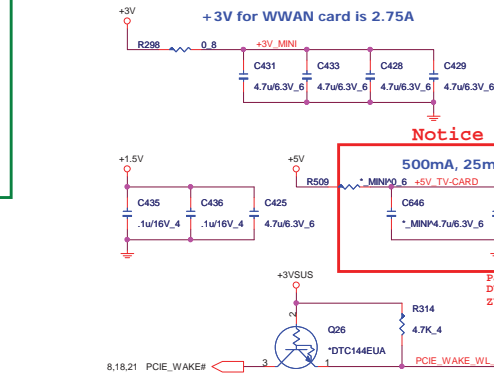 +3V
+3V for WWAN card is 2.75A
R298 0_8 +3V_MINI
C431 C433 C428 C429
4.7u/6.3V_6 4.7u/6.3V_6 4.7u/6.3V_6 4.7u/6.3V_6
Notice
+1.5V +5V 500mA, 25m
R509 *_MINI^0_6 +5V_TV-CARD
C435 C436 C425 C646
.1u/16V_4 .1u/16V_4 4.7u/6.3V_6 *_MINI^4.7u/6.3V_6
+3VSUS
2 R314
Q26 4.7K_4
*DTC144EUA
8,18,21 PCIE_WAKE# 3 1 PCIE_WAKE_WL_